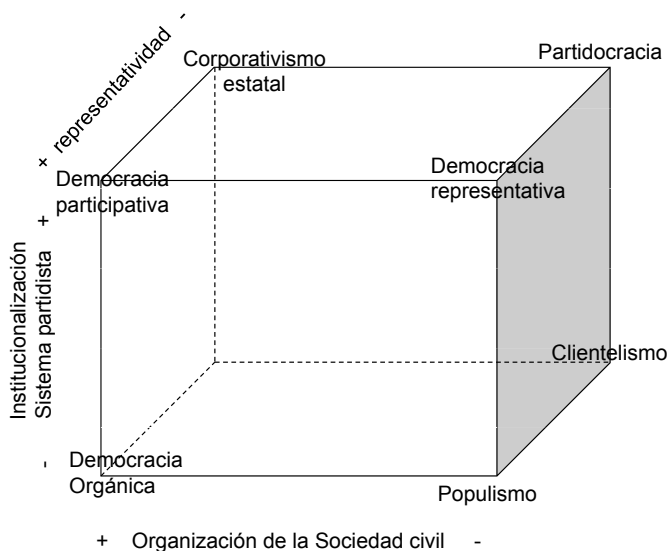 + representatividad -
Corporativismo
estatal
Partidocracia
Democracia
participativa
Democracia
representativa
Institucionalización
Sistema partidista
- +
Clientelismo
Democracia
Orgánica
Populismo
+ Organización de la Sociedad civil -